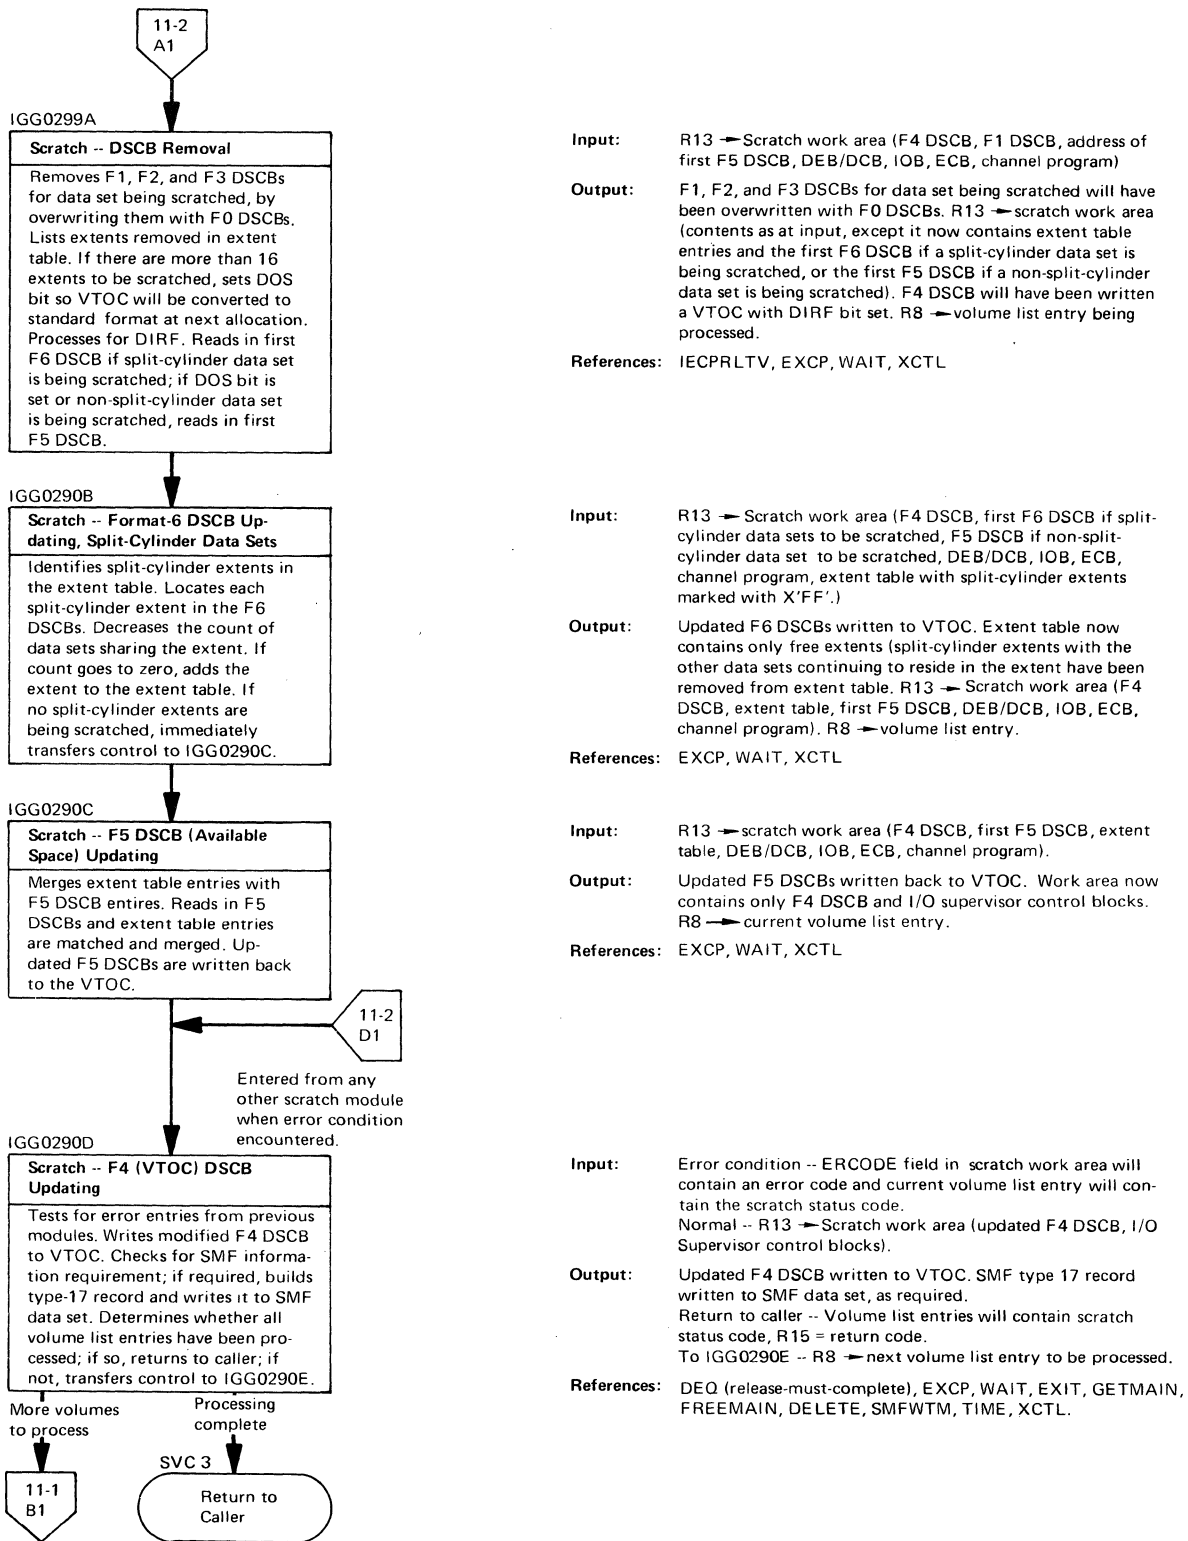 11-2
A1
IGG0299A
Scratch -- DSCB Removal
Removes F1, F2, and F3 DSCBs
for data set being scratched, by
overwriting them with F0 DSCBs.
Lists extents removed in extent
table. If there are more than 16
extents to be scratched, sets DOS
bit so VTOC will be converted to
standard format at next allocation.
Processes for DIRF. Reads in first
F6 DSCB if split-cylinder data set
is being scratched; if DOS bit is
set or non-split-cylinder data set
is being scratched, reads in first
F5 DSCB.
Input: R13 → Scratch work area (F4 DSCB, F1 DSCB, address of
first F5 DSCB, DEB/DCB, IOB, ECB, channel program)
Output: F1, F2, and F3 DSCBs for data set being scratched will have
been overwritten with F0 DSCBs. R13 → scratch work area
(contents as at input, except it now contains extent table
entries and the first F6 DSCB if a split-cylinder data set is
being scratched, or the first F5 DSCB if a non-split-cylinder
data set is being scratched). F4 DSCB will have been written
a VTOC with DIRF bit set. R8 → volume list entry being
processed.
References: IECPRLTV, EXCP, WAIT, XCTL
IGG0290B
Scratch -- Format-6 DSCB Up-
dating, Split-Cylinder Data Sets
Identifies split-cylinder extents in
the extent table. Locates each
split-cylinder extent in the F6
DSCBs. Decreases the count of
data sets sharing the extent. If
count goes to zero, adds the
extent to the extent table. If
no split-cylinder extents are
being scratched, immediately
transfers control to IGG0290C.
Input: R13 → Scratch work area (F4 DSCB, first F6 DSCB if split-
cylinder data sets to be scratched, F5 DSCB if non-split-
cylinder data set to be scratched, DEB/DCB, IOB, ECB,
channel program, extent table with split-cylinder extents
marked with X'FF'.)
Output: Updated F6 DSCBs written to VTOC. Extent table now
contains only free extents (split-cylinder extents with the
other data sets continuing to reside in the extent have been
removed from extent table. R13 → Scratch work area (F4
DSCB, extent table, first F5 DSCB, DEB/DCB, IOB, ECB,
channel program). R8 → volume list entry.
References: EXCP, WAIT, XCTL
IGG0290C
Scratch -- F5 DSCB (Available
Space) Updating
Merges extent table entries with
F5 DSCB entires. Reads in F5
DSCBs and extent table entries
are matched and merged. Up-
dated F5 DSCBs are written back
to the VTOC.
Input: R13 → scratch work area (F4 DSCB, first F5 DSCB, extent
table, DEB/DCB, IOB, ECB, channel program).
Output: Updated F5 DSCBs written back to VTOC. Work area now
contains only F4 DSCB and I/O supervisor control blocks.
R8 → current volume list entry.
References: EXCP, WAIT, XCTL
11-2
D1
Entered from any
other scratch module
when error condition
encountered.
IGG0290D
Scratch -- F4 (VTOC) DSCB
Updating
Tests for error entries from previous
modules. Writes modified F4 DSCB
to VTOC. Checks for SMF informa-
tion requirement; if required, builds
type-17 record and writes it to SMF
data set. Determines whether all
volume list entries have been pro-
cessed; if so, returns to caller; if
not, transfers control to IGG0290E.
Input: Error condition -- ERCODE field in scratch work area will
contain an error code and current volume list entry will con-
tain the scratch status code.
Normal -- R13 → Scratch work area (updated F4 DSCB, I/O
Supervisor control blocks).
Output: Updated F4 DSCB written to VTOC. SMF type 17 record
written to SMF data set, as required.
Return to caller -- Volume list entries will contain scratch
status code, R15 = return code.
To IGG0290E -- R8 → next volume list entry to be processed.
References: DEQ (release-must-complete), EXCP, WAIT, EXIT, GETMAIN,
FREEMAIN, DELETE, SMFWTM, TIME, XCTL.
More volumes
to process
Processing
complete
11-1
B1
SVC 3
Return to
Caller